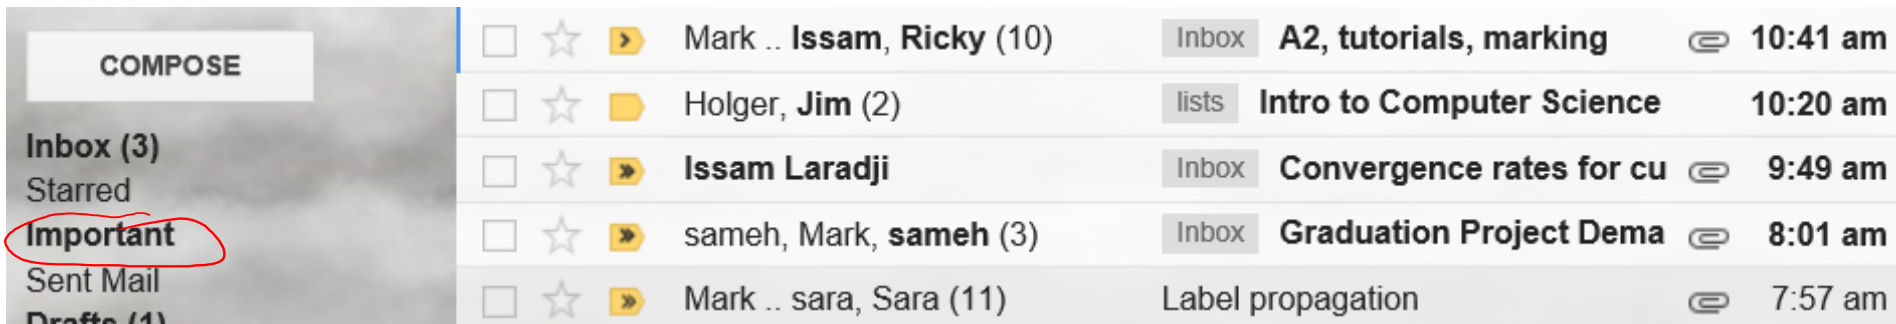 COMPOSE
Inbox (3)
Starred
Important
Sent Mail
Drafts (1)
Mark .. Issam, Ricky (10) Inbox A2, tutorials, marking 10:41 am
Holger, Jim (2) lists Intro to Computer Science 10:20 am
Issam Laradji Inbox Convergence rates for cu 9:49 am
sameh, Mark, sameh (3) Inbox Graduation Project Dema 8:01 am
Mark .. sara, Sara (11) Label propagation 7:57 am